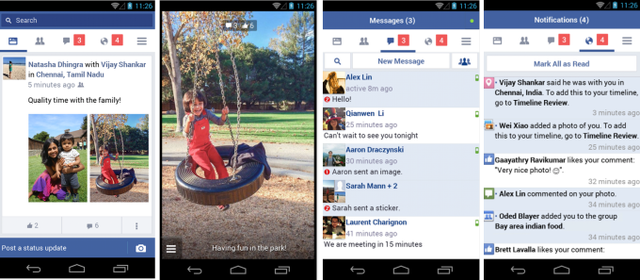 11:26
Search
3
4
Natasha Dhingra with Vijay Shankar
in Chennai, Tamil Nadu
5 minutes ago
Quality time with the family!
2
6
Post a status update
11:26
3
6
Having fun in the park!
11:26
Messages (3)
3
4
New Message
Alex Lin
active 8m ago
Hello!
Qianwen Li
25 minutes ago
Can't wait to see you tonight
Aaron Draczynski
30 minutes ago
Aaron sent an image.
Sarah Mann + 2
Sarah sent a sticker.
Laurent Charignon
41 minutes ago
We are meeting in 15 minutes
11:26
Notifications (4)
3
4
Mark All as Read
Vijay Shankar said he was with you in
Chennai, India. To add this to your timeline,
go to Timeline Review.
3 minutes ago
Wei Xiao added a photo of you. To add
this to your timeline, go to Timeline Review.
25 minutes ago
Gaayathry Ravikumar likes your comment:
"Very nice photo! 😊".
32 minutes ago
Alex Lin commented on your photo.
34 minutes ago
Oded Blayer added you to the group
Bay area indian food.
34 minutes ago
Brett Lavalla likes your comment: